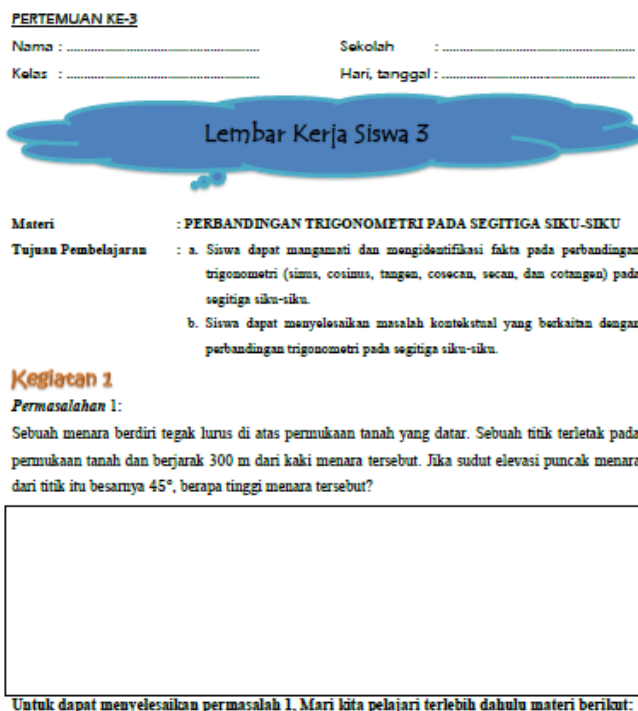 PERTEMUAN KE-3
Nama : ........................................................ Sekolah : ........................................................
Kelas : ........................................................ Hari, tanggal : ........................................................
Lembar Kerja Siswa 3
Materi : PERBANDINGAN TRIGONOMETRI PADA SEGITIGA SIKU-SIKU
Tujuan Pembelajaran : a. Siswa dapat mangamati dan mengidentifikasi fakta pada perbandingan
trigonometri (sinus, cosinus, tangen, cosecan, secan, dan cotangen) pada
segitiga siku-siku.
b. Siswa dapat menyelesaikan masalah kontekstual yang berkaitan dengan
perbandingan trigonometri pada segitiga siku-siku.
Kegiatan 1
Permasalahan 1:
Sebuah menara berdiri tegak lurus di atas permukaan tanah yang datar. Sebuah titik terletak pada
permukaan tanah dan berjarak 300 m dari kaki menara tersebut. Jika sudut elevasi puncak menara
dari titik itu besarnya 45°, berapa tinggi menara tersebut?
Untuk dapat menyelesaikan permasalah 1, Mari kita pelajari terlebih dahulu materi berikut: